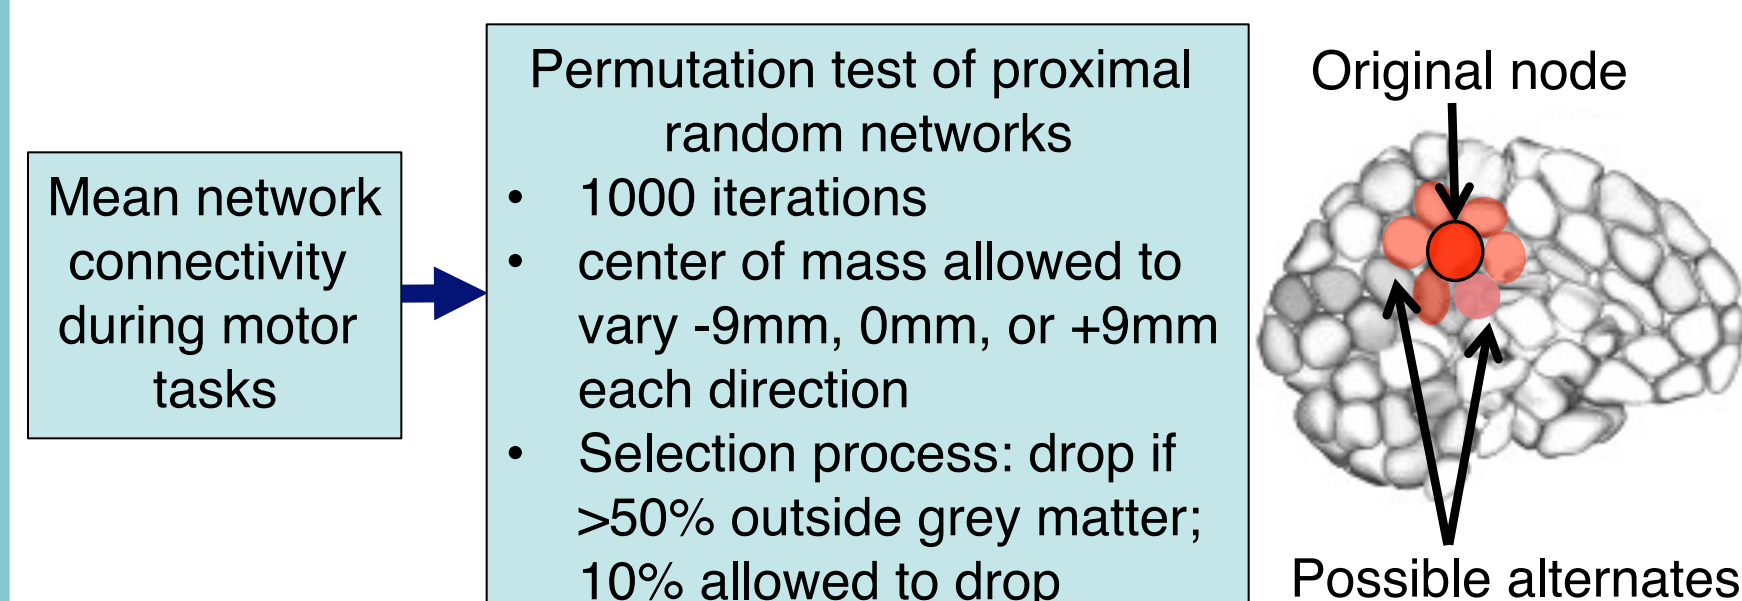 Mean network
connectivity
during motor
tasks
Permutation test of proximal
random networks
• 1000 iterations
• center of mass allowed to
vary -9mm, 0mm, or +9mm
each direction
• Selection process: drop if
>50% outside grey matter;
10% allowed to drop
Original node
Possible alternates